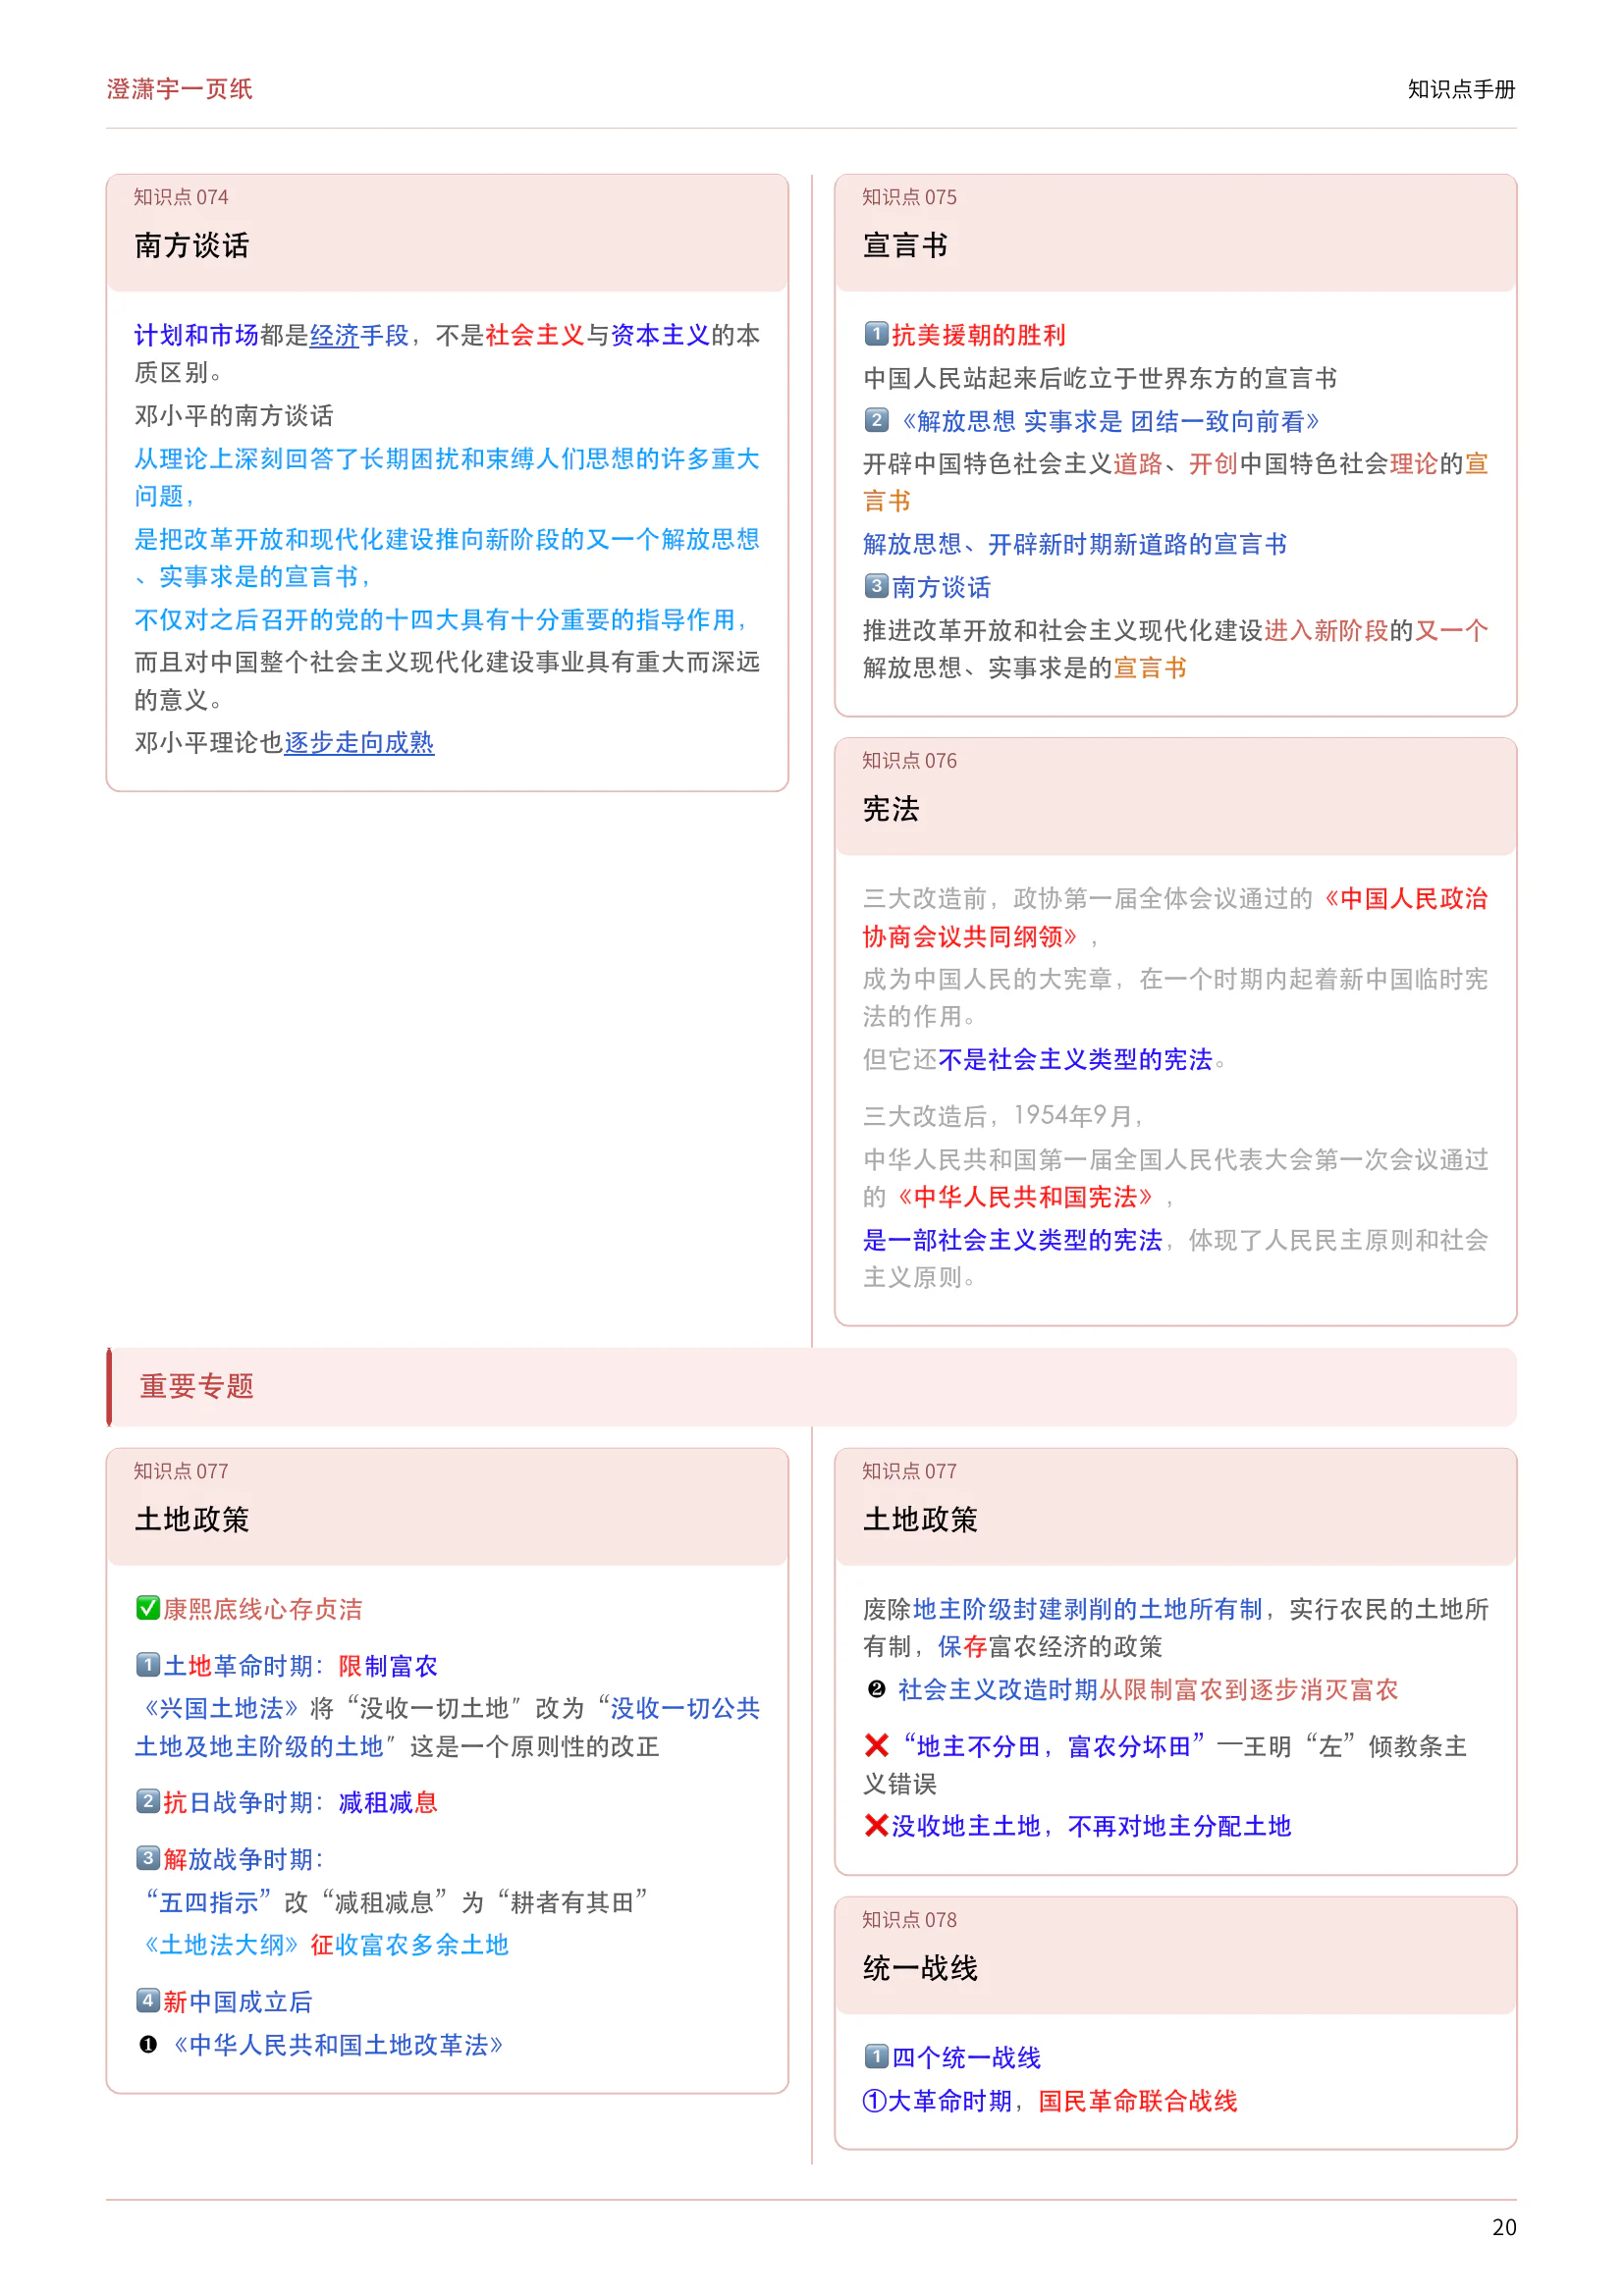 澄潇宇一页纸
知识点手册
知识点 074
南方谈话
计划和市场都是经济手段，不是社会主义与资本主义的本
质区别。
邓小平的南方谈话
从理论上深刻回答了长期困扰和束缚人们思想的许多重大
问题，
是把改革开放和现代化建设推向新阶段的又一个解放思想
、实事求是的宣言书，
不仅对之后召开的党的十四大具有十分重要的指导作用，
而且对中国整个社会主义现代化建设事业具有重大而深远
的意义。
邓小平理论也逐步走向成熟
知识点 075
宣言书
1️⃣抗美援朝的胜利
中国人民站起来后屹立于世界东方的宣言书
2️⃣《解放思想 实事求是 团结一致向前看》
开辟中国特色社会主义道路、开创中国特色社会理论的宣
言书
解放思想、开辟新时期新道路的宣言书
3️⃣南方谈话
推进改革开放和社会主义现代化建设进入新阶段的又一个
解放思想、实事求是的宣言书
知识点 076
宪法
三大改造前，政协第一届全体会议通过的《中国人民政治
协商会议共同纲领》，
成为中国人民的大宪章，在一个时期内起着新中国临时宪
法的作用。
但它还不是社会主义类型的宪法。
三大改造后，1954年9月，
中华人民共和国第一届全国人民代表大会第一次会议通过
的《中华人民共和国宪法》，
是一部社会主义类型的宪法，体现了人民民主原则和社会
主义原则。
重要专题
知识点 077
土地政策
✅康熙底线心存贞洁
1️⃣土地革命时期：限制富农
《兴国土地法》将“没收一切土地”改为“没收一切公共
土地及地主阶级的土地”这是一个原则性的改正
2️⃣抗日战争时期：减租减息
3️⃣解放战争时期：
“五四指示”改“减租减息”为“耕者有其田”
《土地法大纲》征收富农多余土地
4️⃣新中国成立后
❶《中华人民共和国土地改革法》
知识点 077
土地政策
废除地主阶级封建剥削的土地所有制，实行农民的土地所
有制，保存富农经济的政策
❷ 社会主义改造时期从限制富农到逐步消灭富农
❌“地主不分田，富农分坏田”—王明“左”倾教条主
义错误
❌没收地主土地，不再对地主分配土地
知识点 078
统一战线
1️⃣四个统一战线
①大革命时期，国民革命联合战线
20